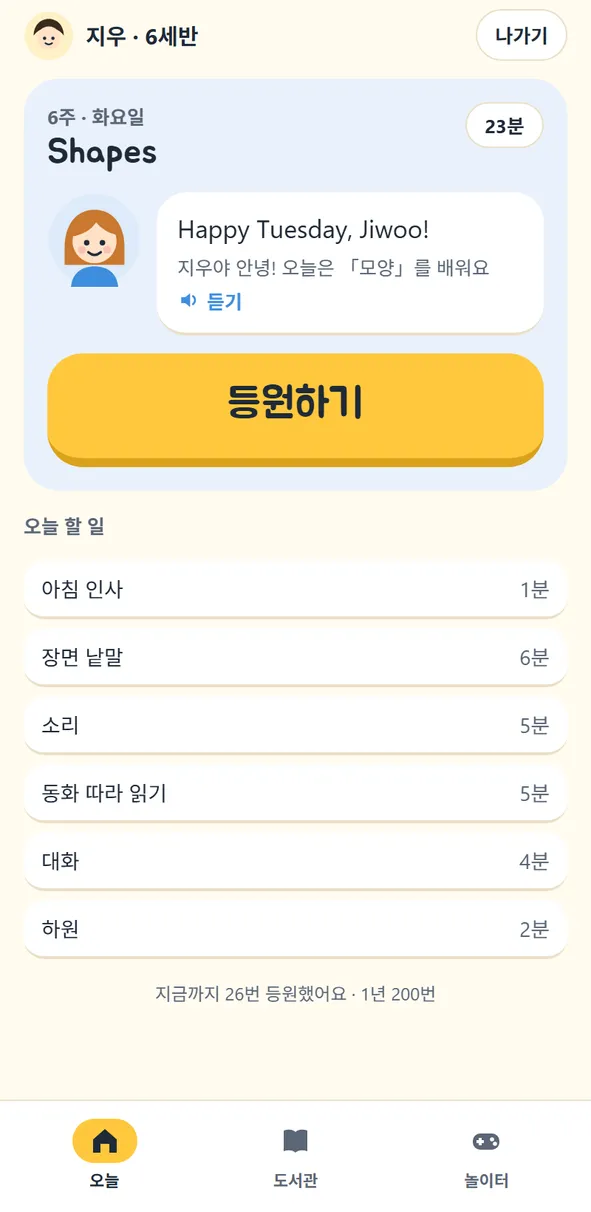 지우 · 6세반
나가기
6주 · 화요일
23분
Shapes
Happy Tuesday, Jiwoo!
지우야 안녕! 오늘은 「모양」를 배워요
듣기
등원하기
오늘 할 일
아침 인사 1분
장면 낱말 6분
소리 5분
동화 따라 읽기 5분
대화 4분
하원 2분
지금까지 26번 등원했어요 · 1년 200번
오늘 도서관 놀이터